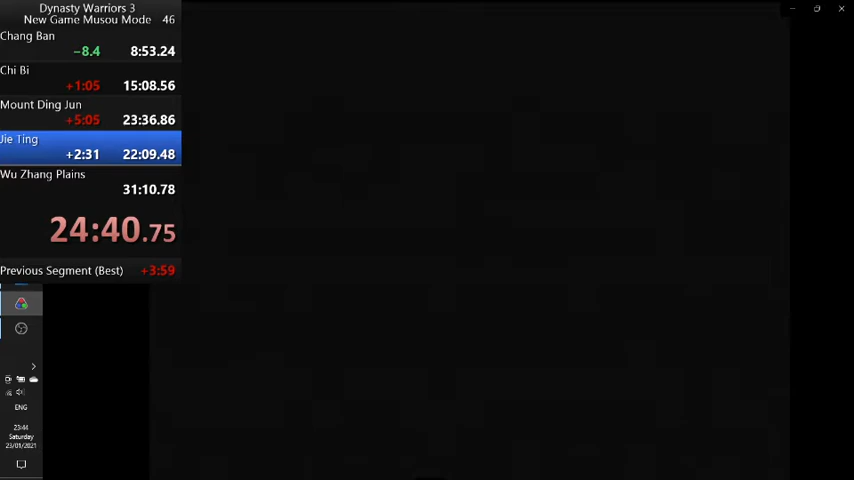 Dynasty Warriors 3
New Game Musou Mode 46
Chang Ban
−8.4 8:53.24
Chi Bi
+1:05 15:08.56
Mount Ding Jun
+5:05 23:36.86
Jie Ting
+2:31 22:09.48
Wu Zhang Plains
31:10.78
24:40.75
Previous Segment (Best) +3:59
ENG
23:44
Saturday
23/01/2021